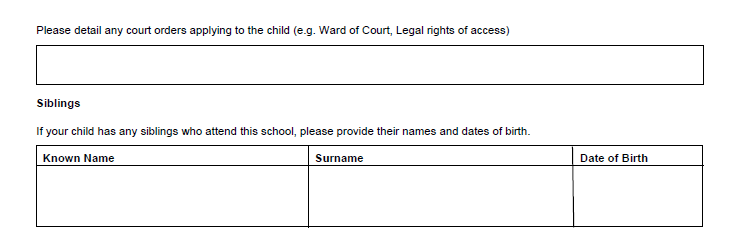 Please detail any court orders applying to the child (e.g. Ward of Court, Legal rights of access)
Siblings
If your child has any siblings who attend this school, please provide their names and dates of birth.
Known Name Surname Date of Birth